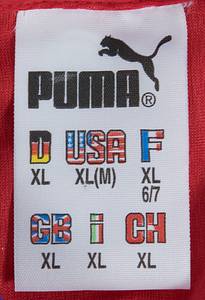 PUMA®
D USA F
XL XL(M) XL
6/7
GB i CH
XL XL XL